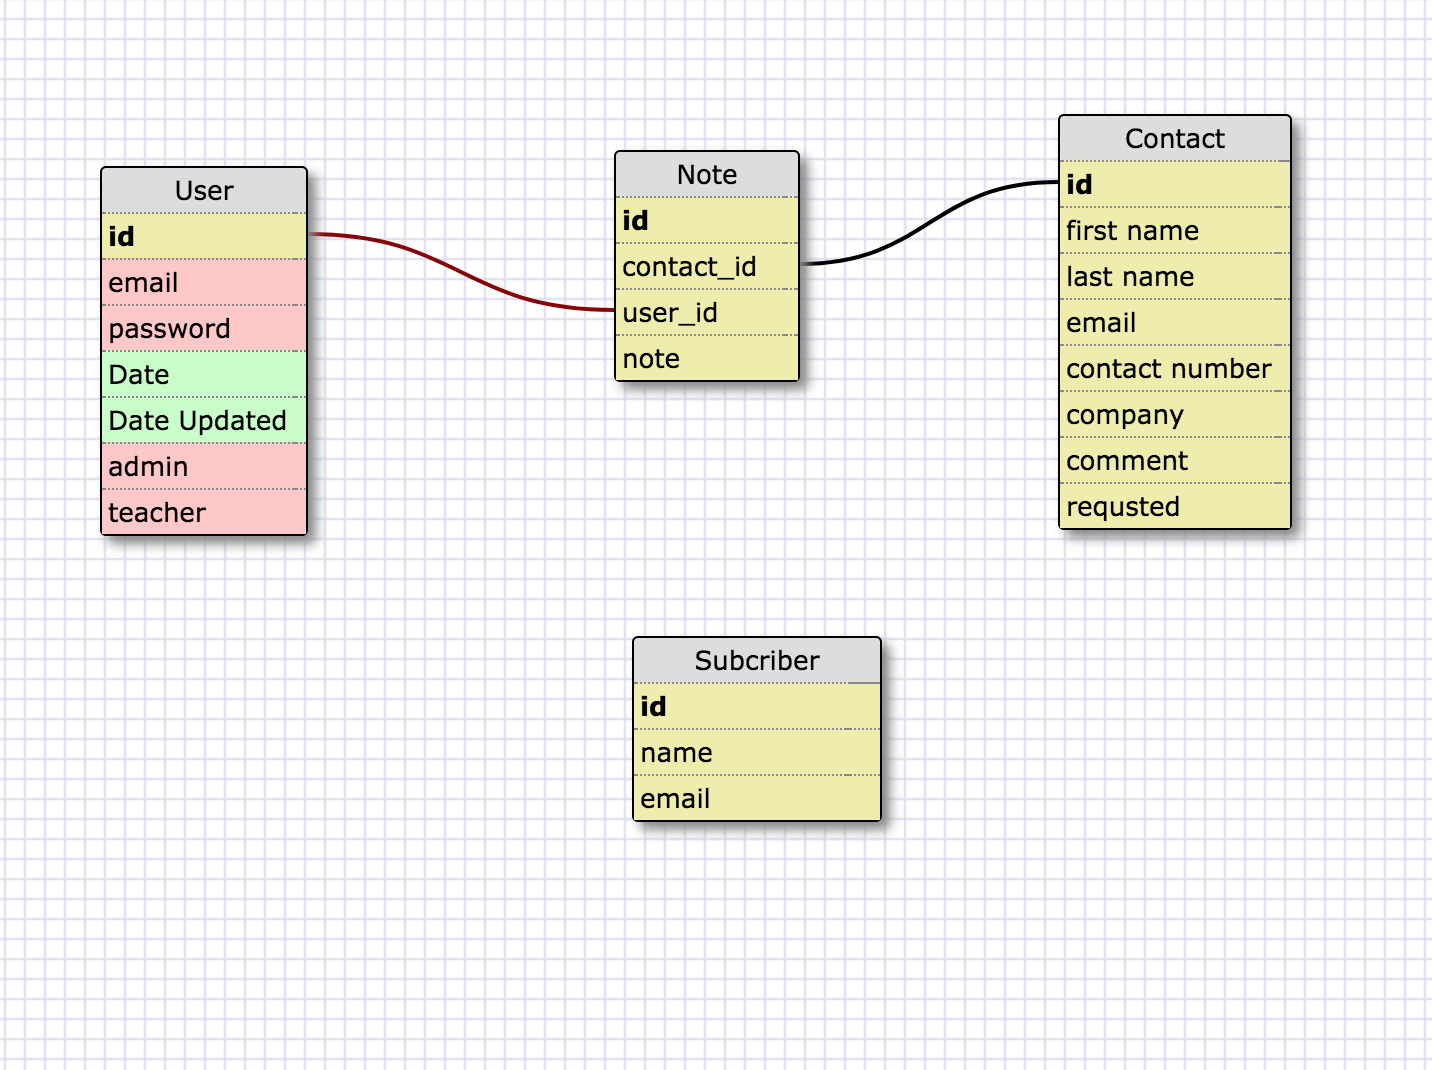 User
id
email
password
Date
Date Updated
admin
teacher
Note
id
contact_id
user_id
note
Contact
id
first name
last name
email
contact number
company
comment
requsted
Subcriber
id
name
email